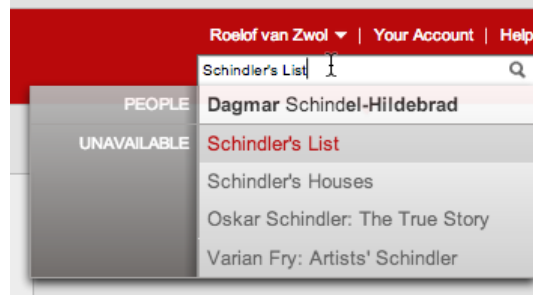 Roelof van Zwol ▼ | Your Account | Help
Schindler's List
PEOPLE Dagmar Schindel-Hildebrad
UNAVAILABLE Schindler's List
Schindler's Houses
Oskar Schindler: The True Story
Varian Fry: Artists' Schindler